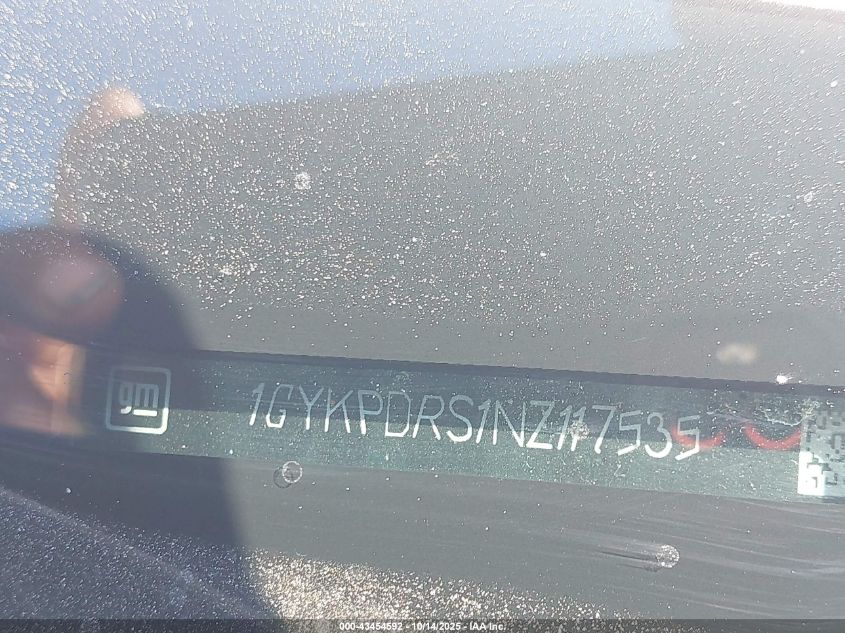 gm
1GYKPDRS1NZ117535
000-43454592 - 10/14/2025 - IAA Inc.